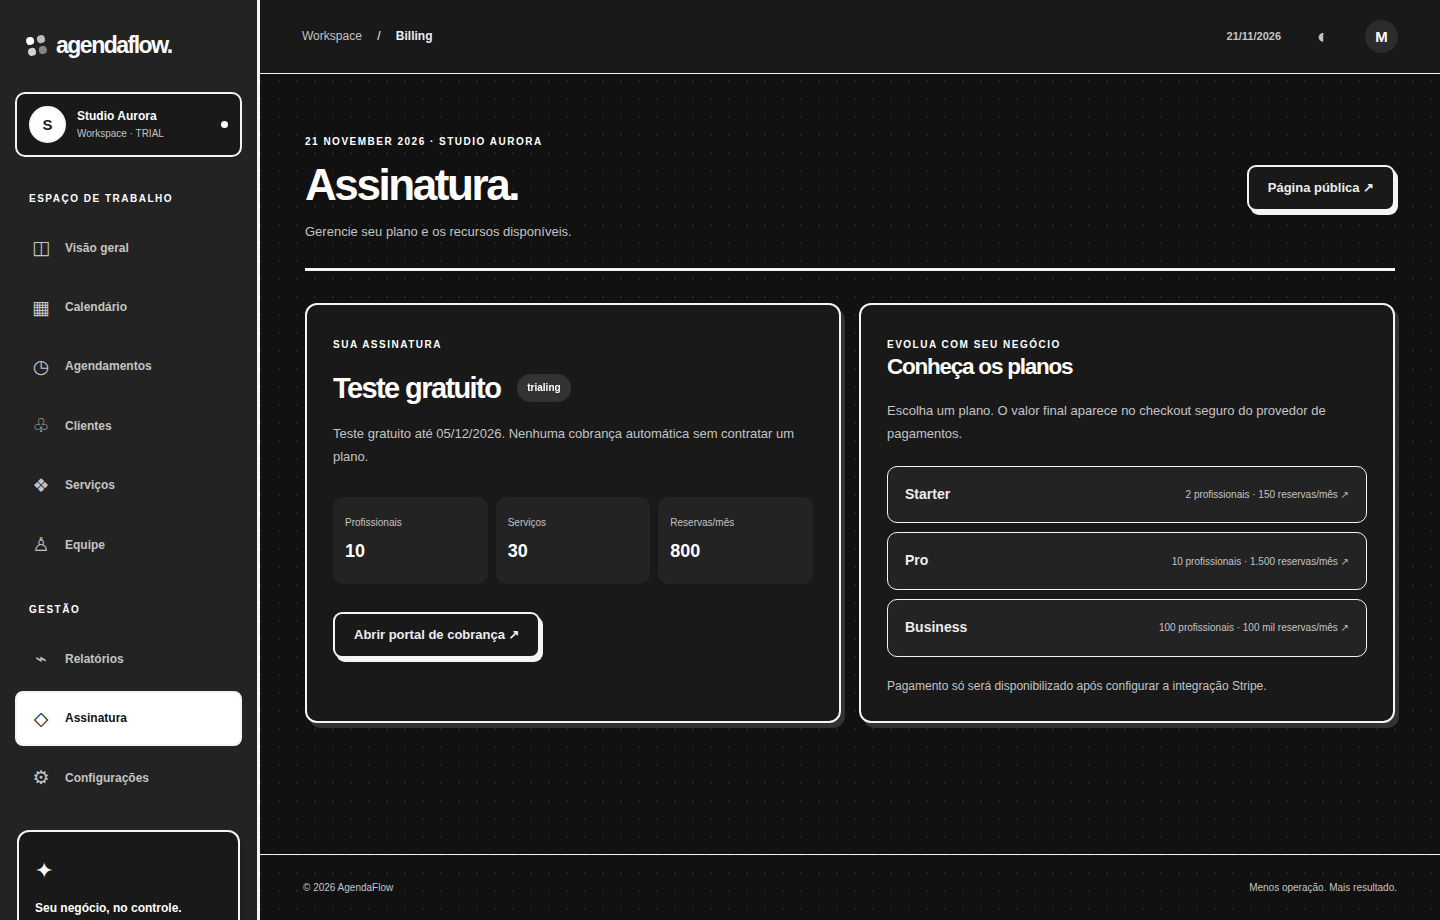 agendaflow.
S
Studio Aurora
Workspace · TRIAL
ESPAÇO DE TRABALHO
Visão geral
Calendário
Agendamentos
Clientes
Serviços
Equipe
GESTÃO
Relatórios
Assinatura
Configurações
Seu negócio, no controle.
Workspace / Billing
21/11/2026
M
21 NOVEMBER 2026 · STUDIO AURORA
Assinatura.
Gerencie seu plano e os recursos disponíveis.
Página pública ↗
SUA ASSINATURA
Teste gratuito trialing
Teste gratuito até 05/12/2026. Nenhuma cobrança automática sem contratar um
plano.
Profissionais
10
Serviços
30
Reservas/mês
800
Abrir portal de cobrança ↗
EVOLUA COM SEU NEGÓCIO
Conheça os planos
Escolha um plano. O valor final aparece no checkout seguro do provedor de
pagamentos.
Starter 2 profissionais · 150 reservas/mês ↗
Pro 10 profissionais · 1.500 reservas/mês ↗
Business 100 profissionais · 100 mil reservas/mês ↗
Pagamento só será disponibilizado após configurar a integração Stripe.
© 2026 AgendaFlow
Menos operação. Mais resultado.